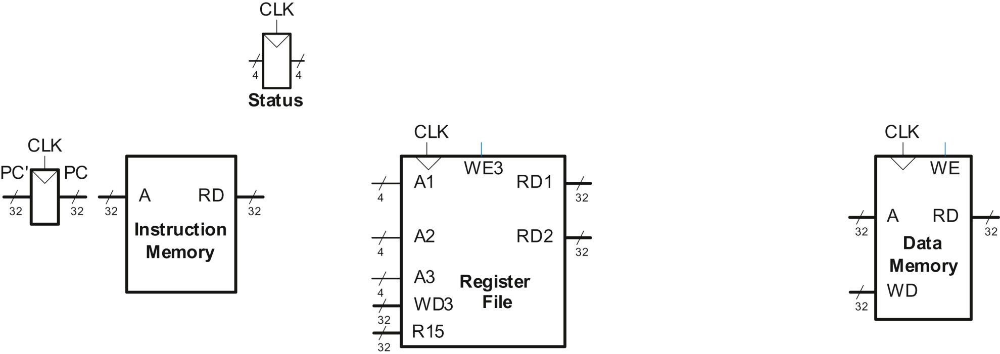 CLK
4 4
Status
CLK
PC' PC
32 32
32 A RD 32
Instruction
Memory
CLK
WE3
A1 RD1
4 32
A2 RD2
4 32
A3
4
Register
File
WD3
32
R15
32
CLK
WE
A RD
32 32
Data
Memory
WD
32